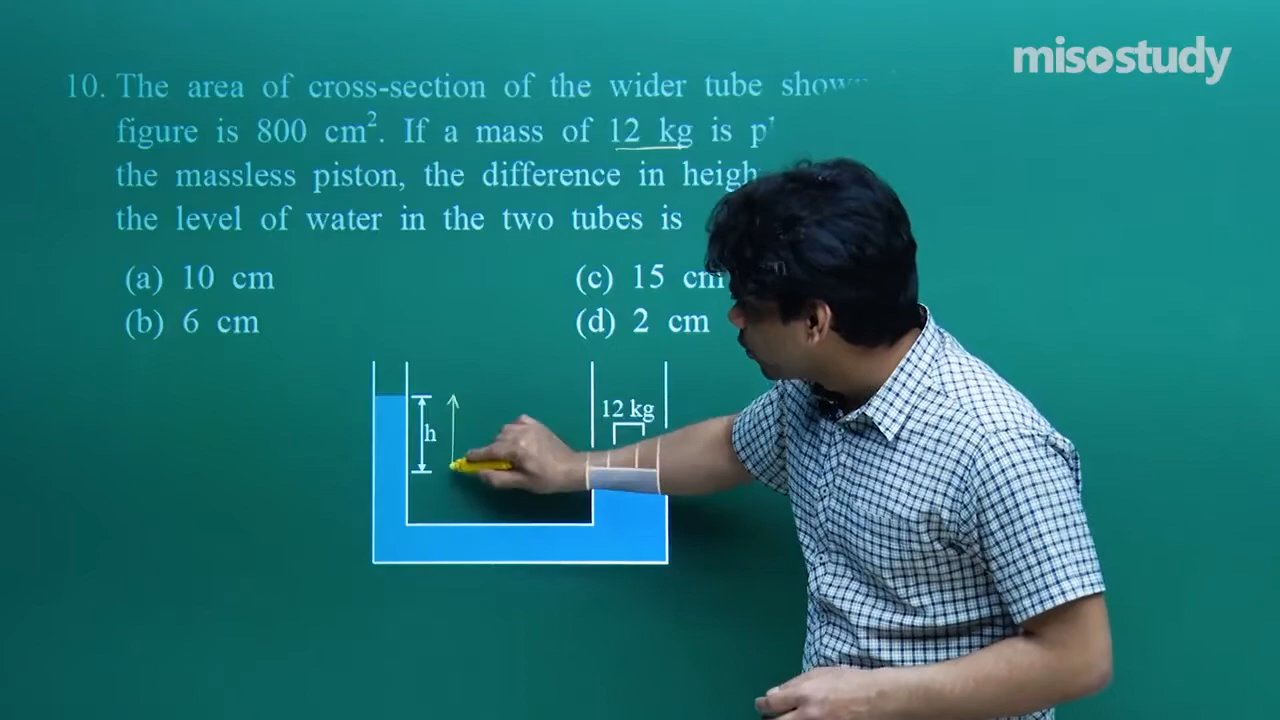 misostudy
10. The area of cross-section of the wider tube
figure is 800 cm². If a mass of 12 kg is
the massless piston, the difference in
the level of water in the two tubes is
(a) 10 cm
(c) 15 cm
(b) 6 cm
(d) 2 cm
12 kg
h